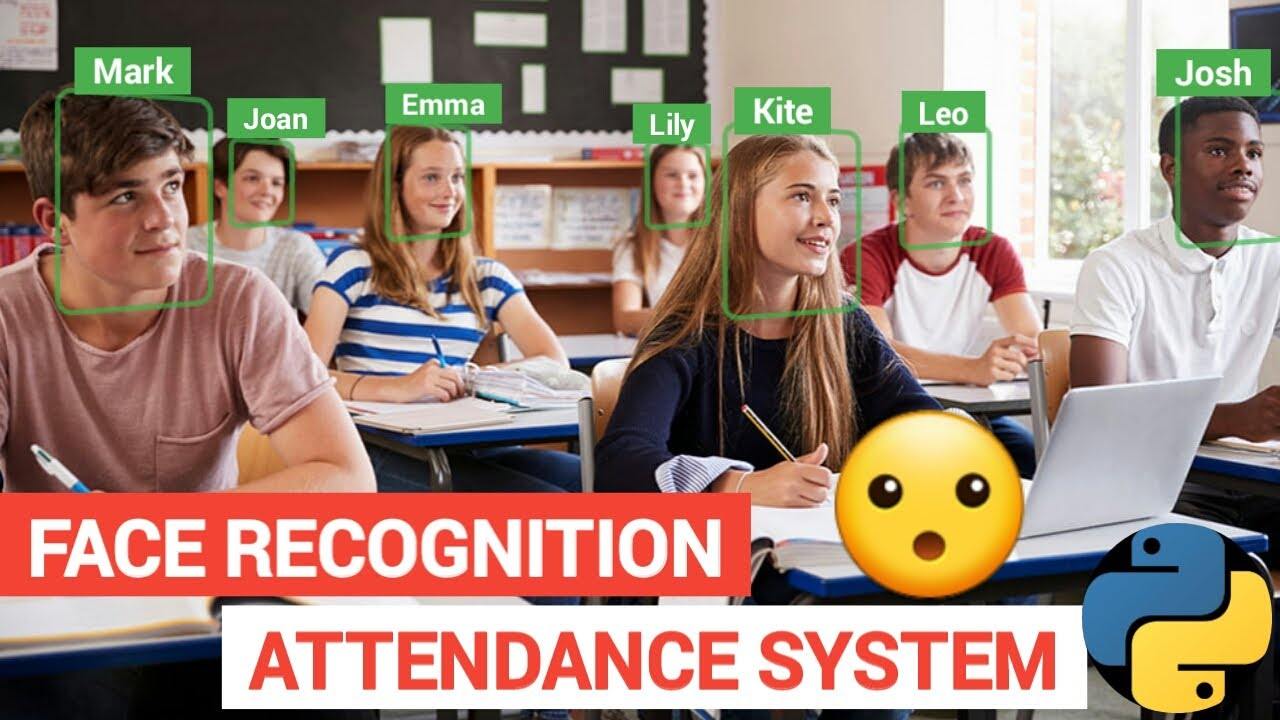 Mark
Joan
Emma
Lily
Kite
Leo
Josh
FACE RECOGNITION
ATTENDANCE SYSTEM